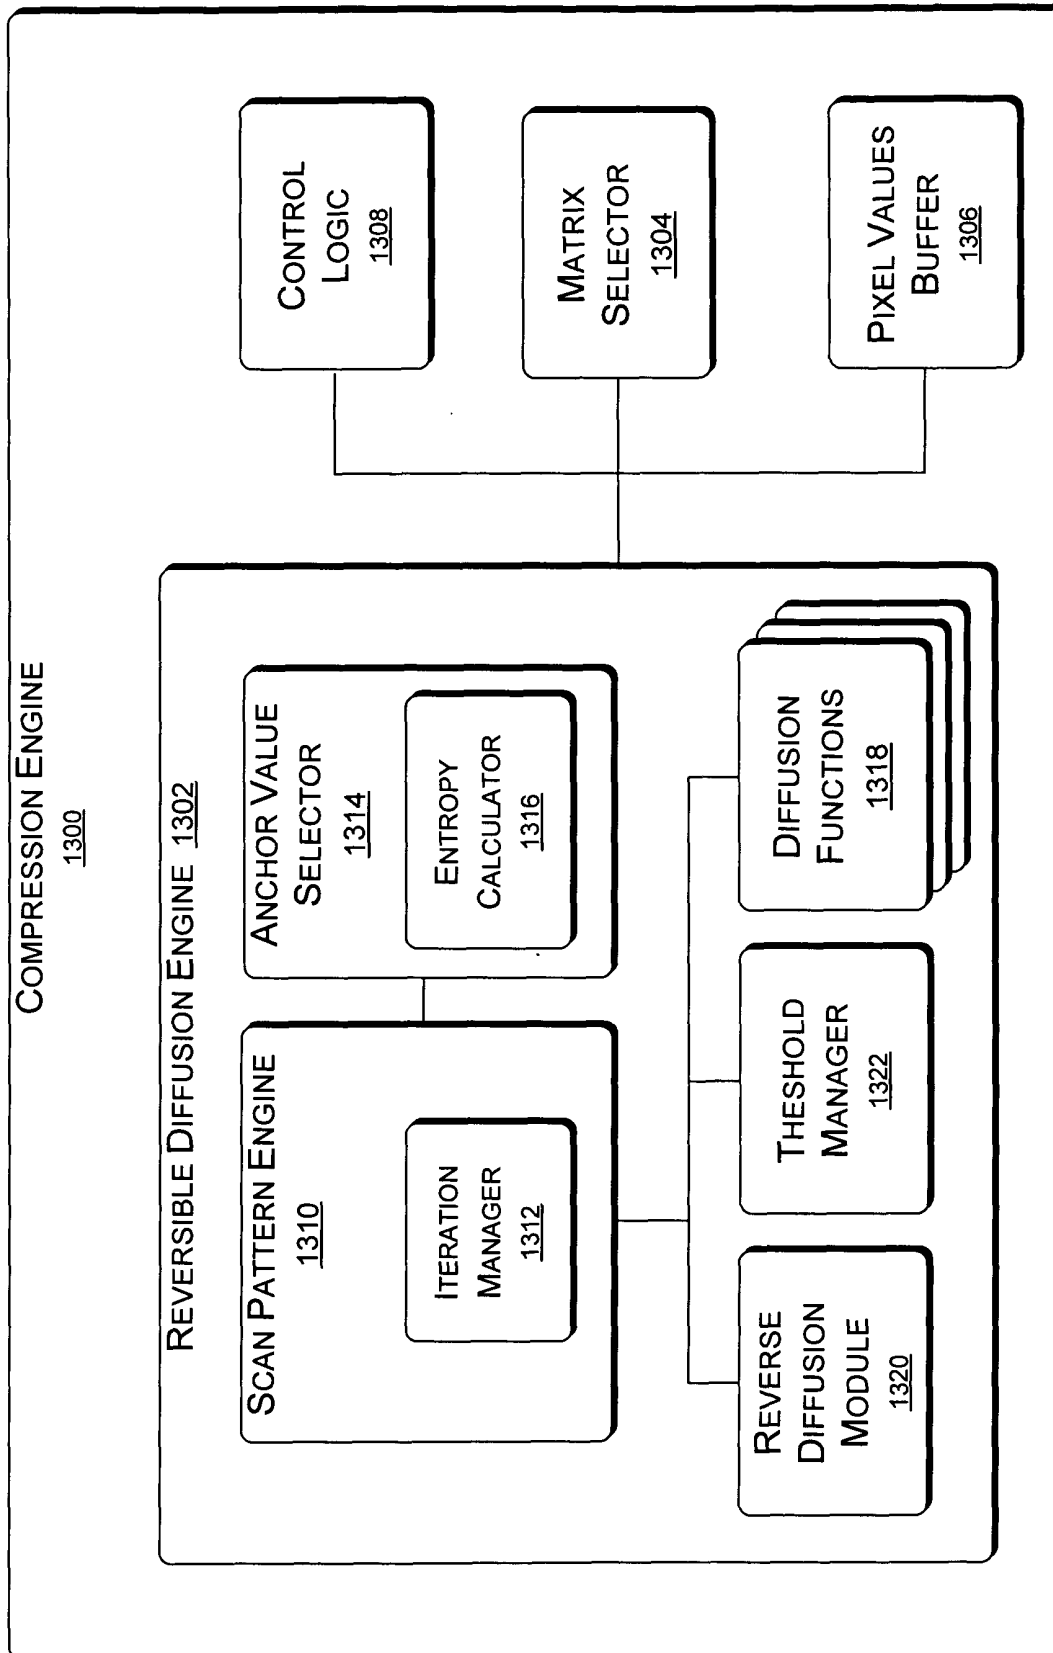 COMPRESSION ENGINE
1300
REVERSIBLE DIFFUSION ENGINE 1302
SCAN PATTERN ENGINE
1310
ITERATION
MANAGER
1312
ANCHOR VALUE
SELECTOR
1314
ENTROPY
CALCULATOR
1316
REVERSE
DIFFUSION
MODULE
1320
THESHOLD
MANAGER
1322
DIFFUSION
FUNCTIONS
1318
CONTROL
LOGIC
1308
MATRIX
SELECTOR
1304
PIXEL VALUES
BUFFER
1306